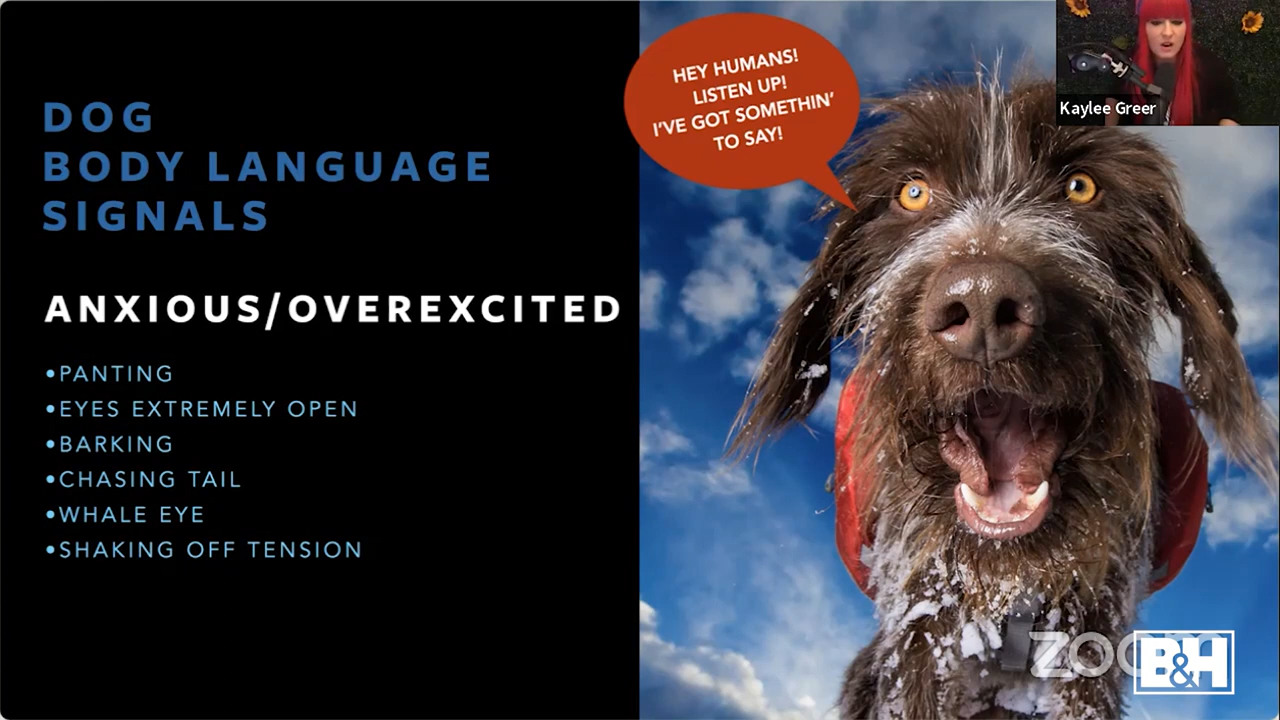 DOG
BODY LANGUAGE
SIGNALS
ANXIOUS/OVEREXCITED
•PANTING
•EYES EXTREMELY OPEN
•BARKING
•CHASING TAIL
•WHALE EYE
•SHAKING OFF TENSION
HEY HUMANS!
LISTEN UP!
I'VE GOT SOMETHIN'
TO SAY!
Kaylee Greer
zoom
B&H